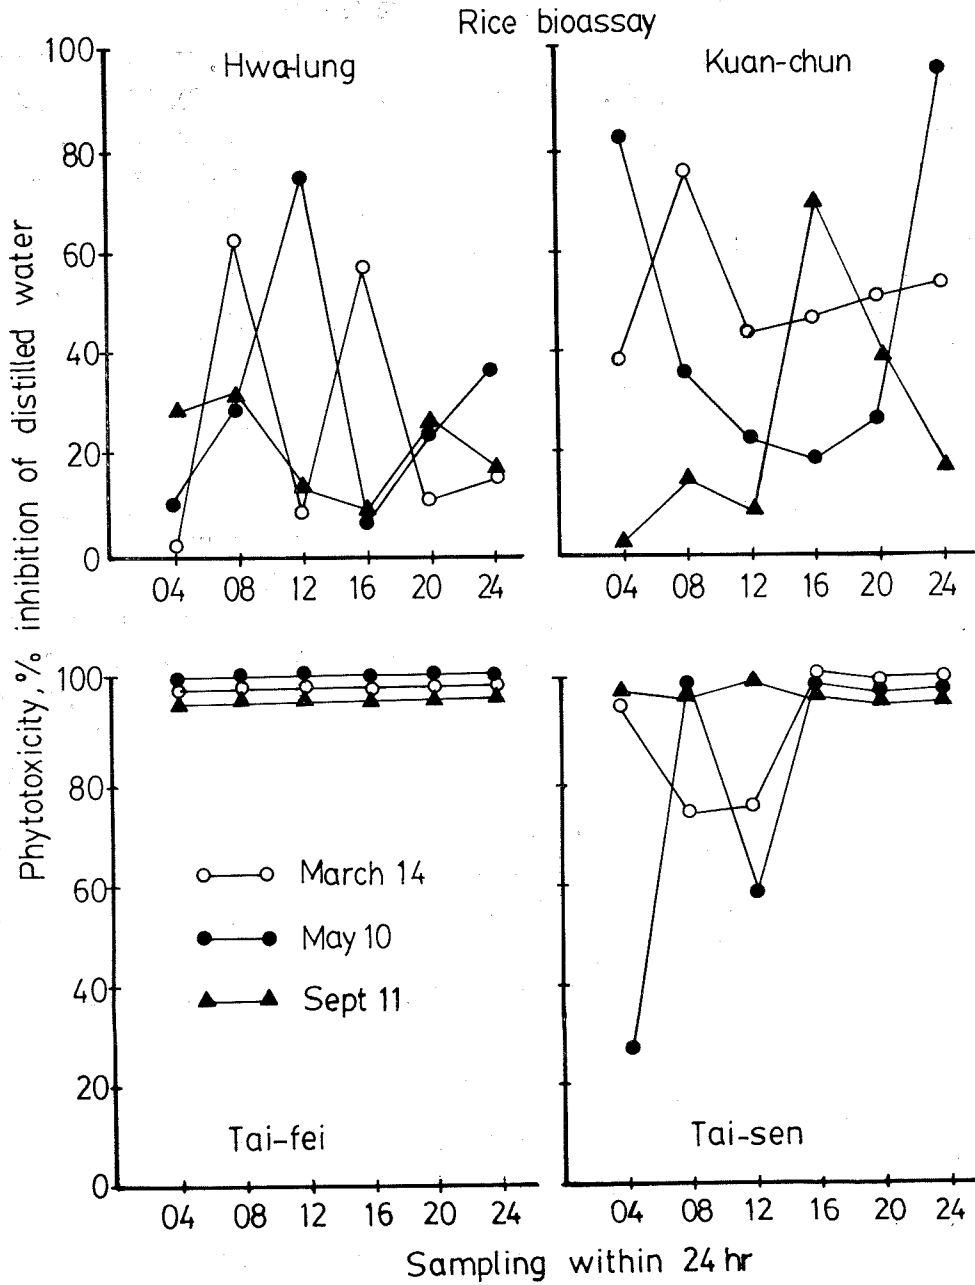 Rice bioassay
Hwa-lung
Kuan-chun
100
80
60
40
20
0
04 08 12 16 20 24
04 08 12 16 20 24
Phytotoxicity, % inhibition of distilled water
100
80
60
40
20
0
March 14
May 10
Sept 11
Tai-fei
Tai-sen
04 08 12 16 20 24
04 08 12 16 20 24
Sampling within 24 hr